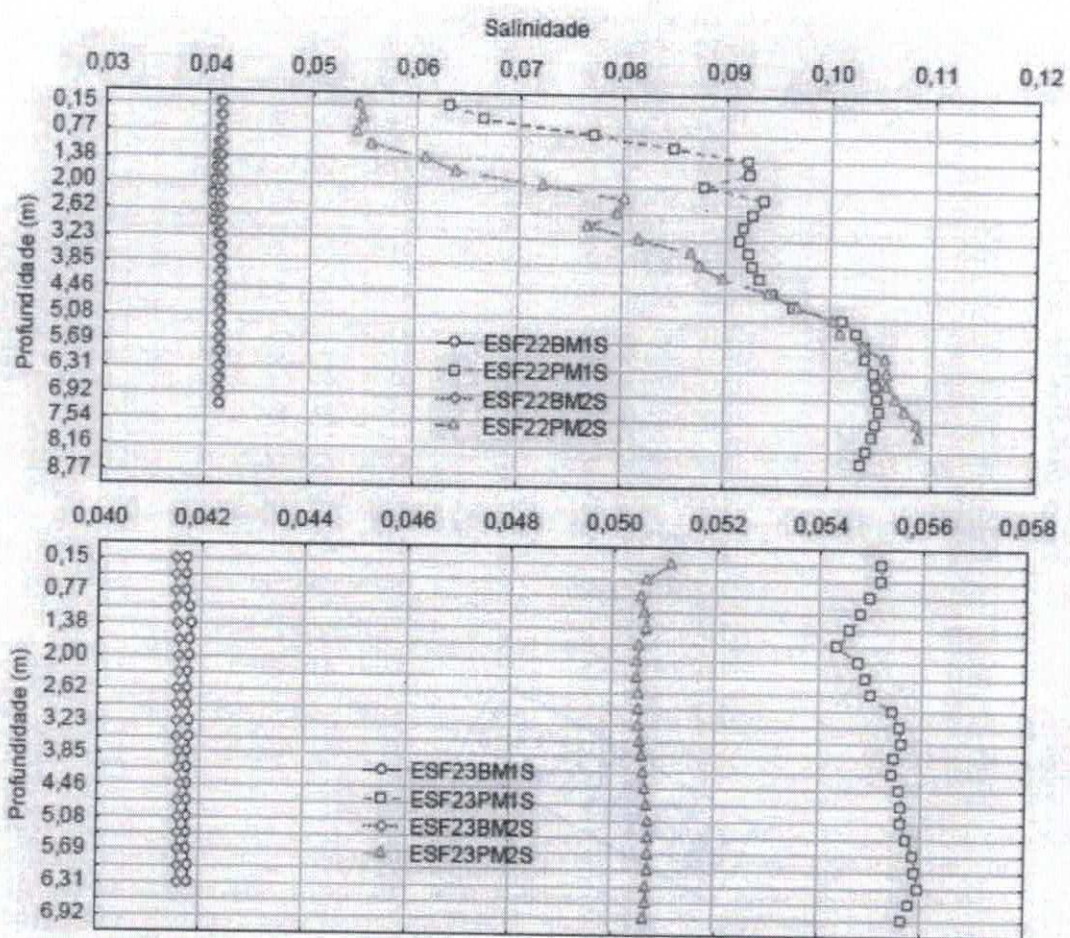 Salinidade
0,03 0,04 0,05 0,06 0,07 0,08 0,09 0,10 0,11 0,12
Profundidade (m)
0,15
0,77
1,38
2,00
2,62
3,23
3,85
4,46
5,08
5,69
6,31
6,92
7,54
8,16
8,77
ESF22BM1S
ESF22PM1S
ESF22BM2S
ESF22PM2S
0,040 0,042 0,044 0,046 0,048 0,050 0,052 0,054 0,056 0,058
Profundidade (m)
0,15
0,77
1,38
2,00
2,62
3,23
3,85
4,46
5,08
5,69
6,31
6,92
ESF23BM1S
ESF23PM1S
ESF23BM2S
ESF23PM2S